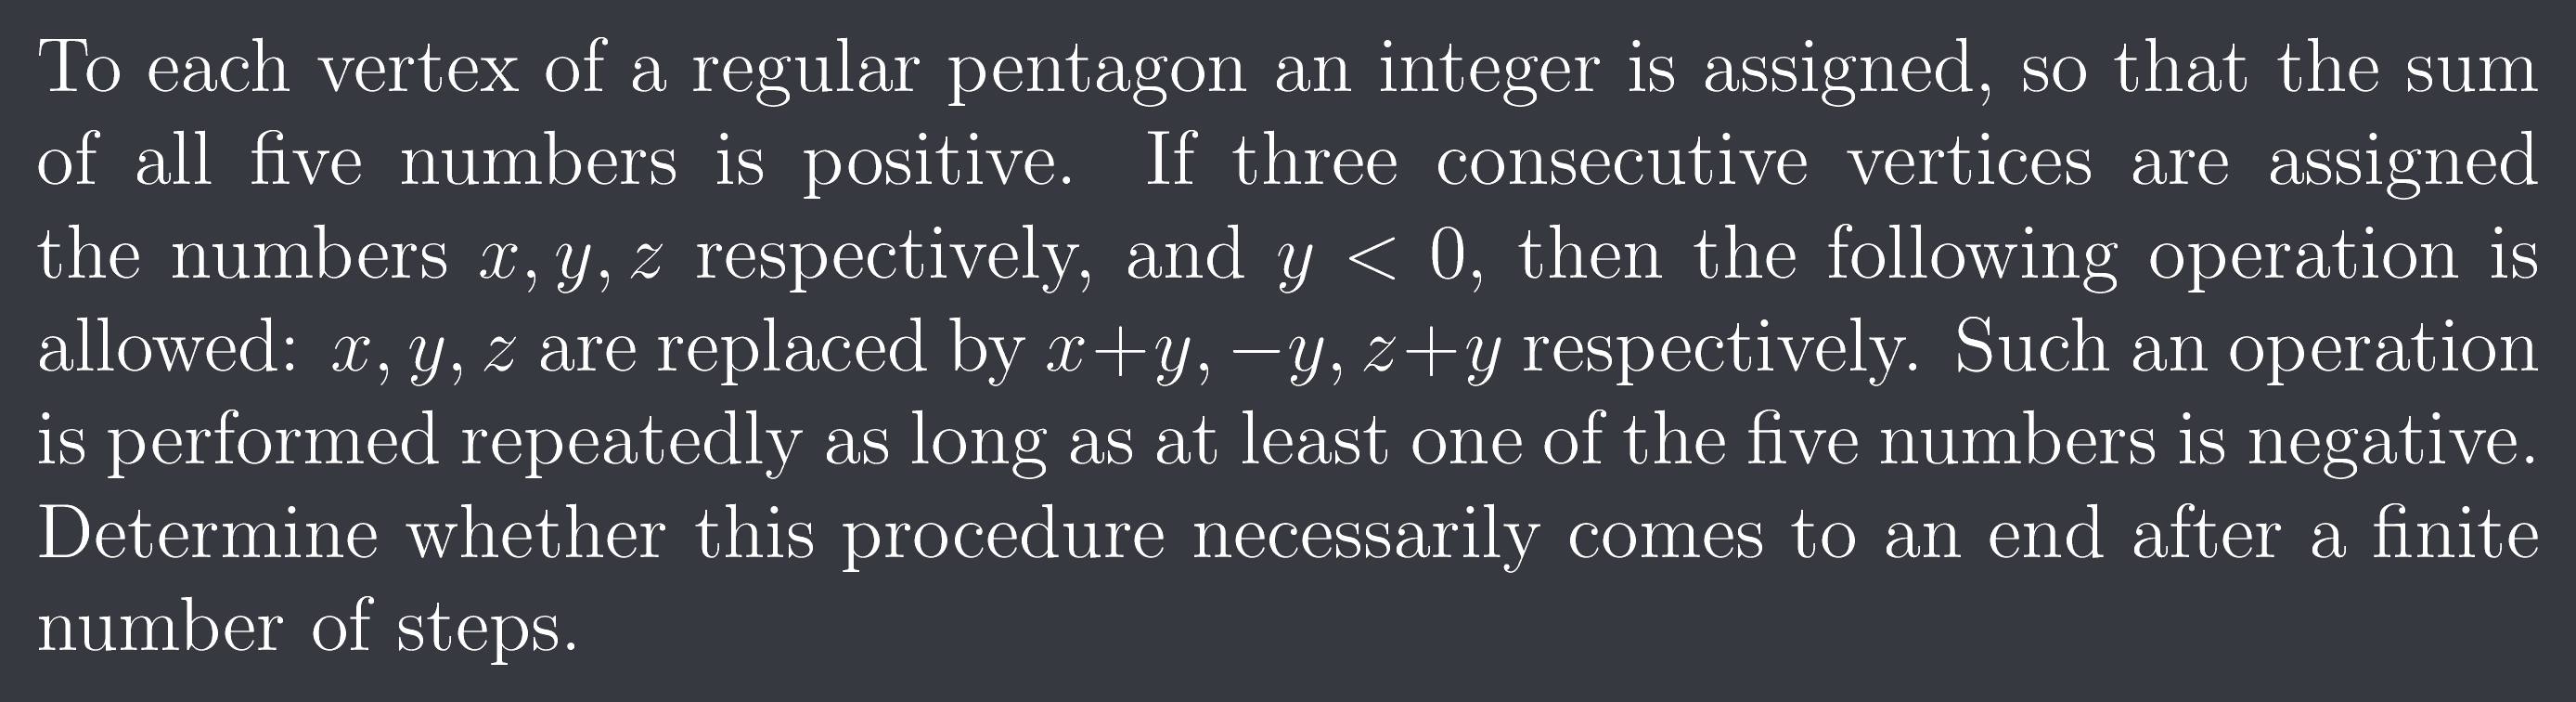 To each vertex of a regular pentagon an integer is assigned, so that the sum
of all five numbers is positive. If three consecutive vertices are assigned
the numbers x, y, z respectively, and y < 0, then the following operation is
allowed: x, y, z are replaced by x+y, −y, z+y respectively. Such an operation
is performed repeatedly as long as at least one of the five numbers is negative.
Determine whether this procedure necessarily comes to an end after a finite
number of steps.